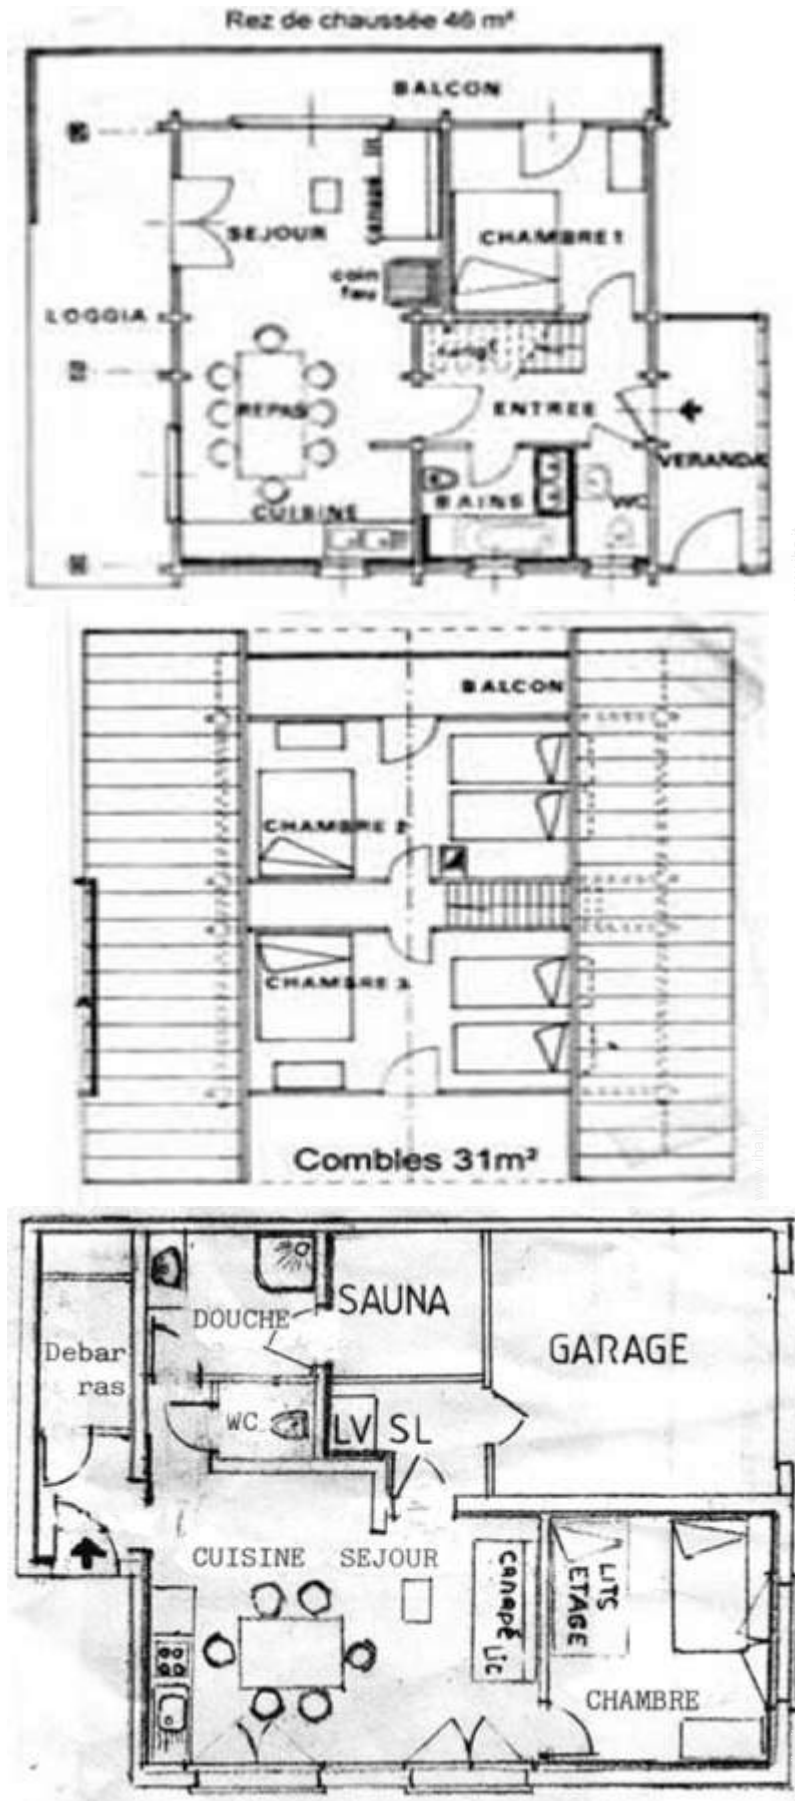 Rez de chaussée 46 m²
BALCON
canapé lit
SEJOUR
CHAMBRE 1
coin
feu
LOGGIA
REPAS
ENTREE
VERANDA
BAINS
WC
CUISINE
BALCON
CHAMBRE 2
CHAMBRE 3
A
Combles 31m²
SAUNA
DOUCHE
GARAGE
Debar
ras
WC
LV SL
CUISINE SEJOUR
canapé Lic
LITS
ETAGE
CHAMBRE